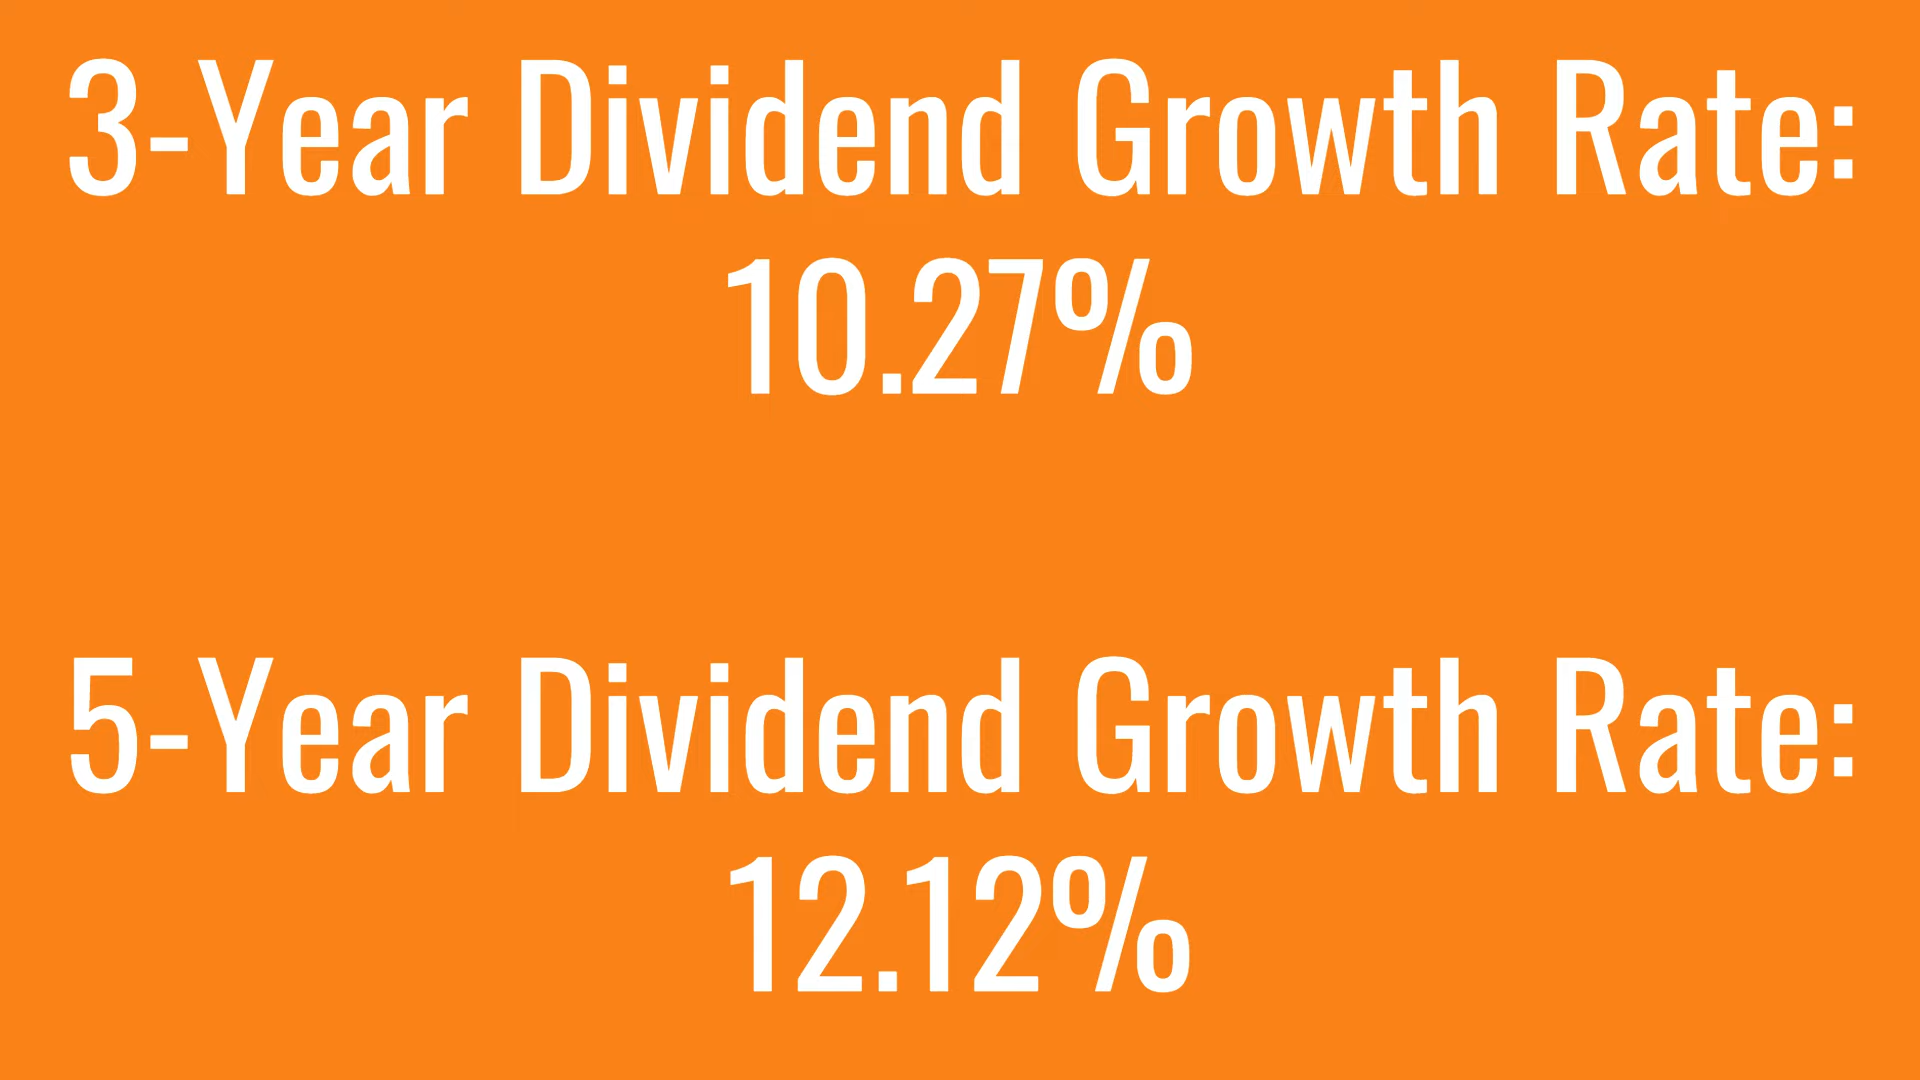 3-Year Dividend Growth Rate:
10.27%
5-Year Dividend Growth Rate:
12.12%